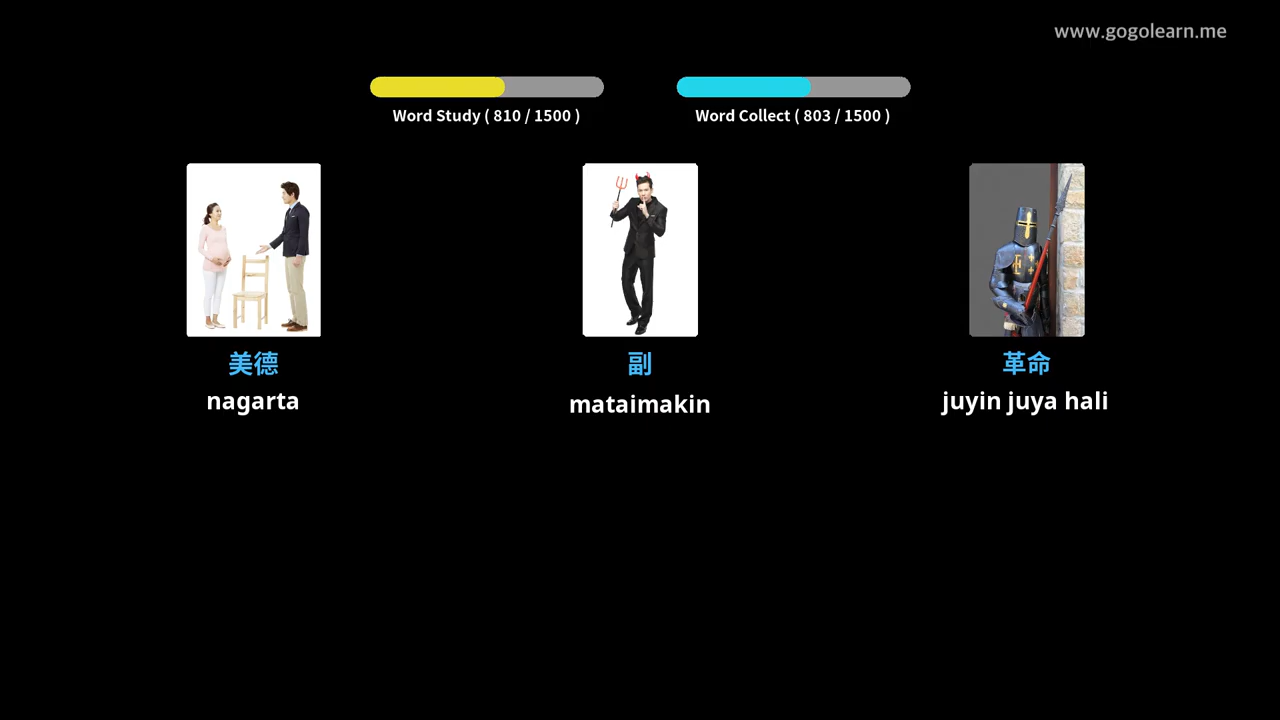 www.gogolearn.me
Word Study ( 810 / 1500 )
Word Collect ( 803 / 1500 )
美德
副
革命
nagarta
mataimakin
juyin juya hali